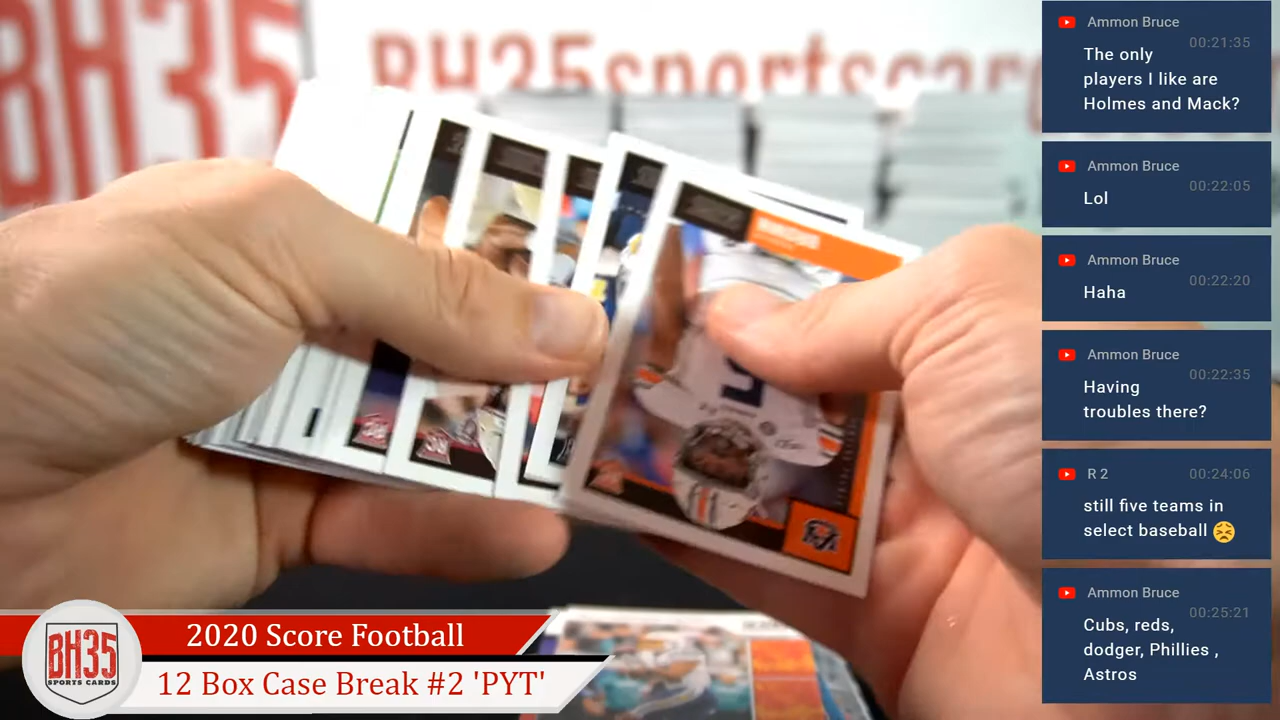 BH35
BH35sportscar
Ammon Bruce
00:21:35
The only
players I like are
Holmes and Mack?
Ammon Bruce
00:22:05
Lol
Ammon Bruce
00:22:20
Haha
Ammon Bruce
00:22:35
Having
troubles there?
R 2
00:24:06
still five teams in
select baseball 😣
Ammon Bruce
00:25:21
Cubs, reds,
dodger, Phillies ,
Astros
BH35
SPORTS CARDS
2020 Score Football
12 Box Case Break #2 'PYT'